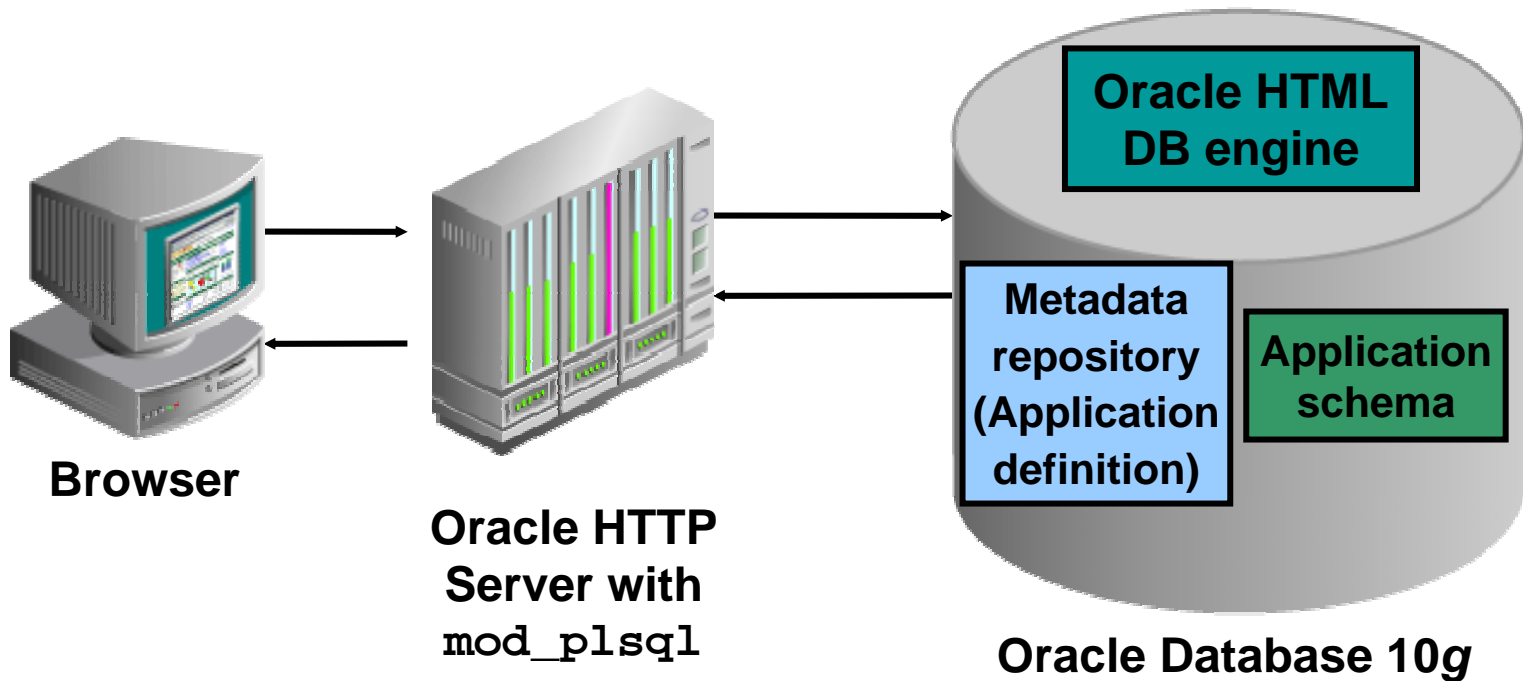 Oracle HTML
DB engine
Metadata
repository
(Application
definition)
Application
schema
Browser
Oracle HTTP
Server with
mod_plsql
Oracle Database 10g